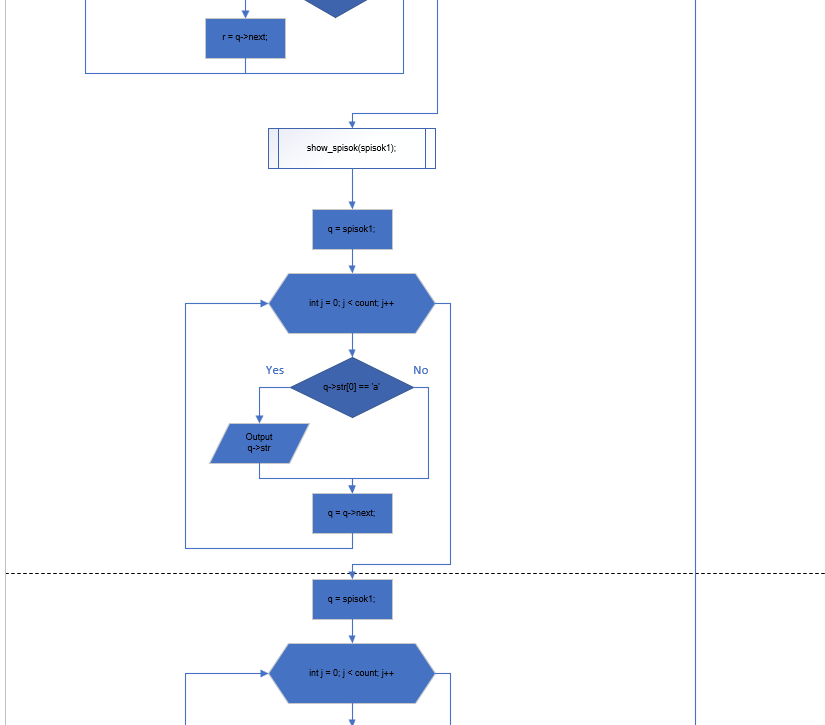 r = q->next;
show_spisok(spisok1);
q = spisok1;
int j = 0; j < count; j++
Yes
No
q->str[0] == 'a'
Output
q->str
q = q->next;
q = spisok1;
int j = 0; j < count; j++